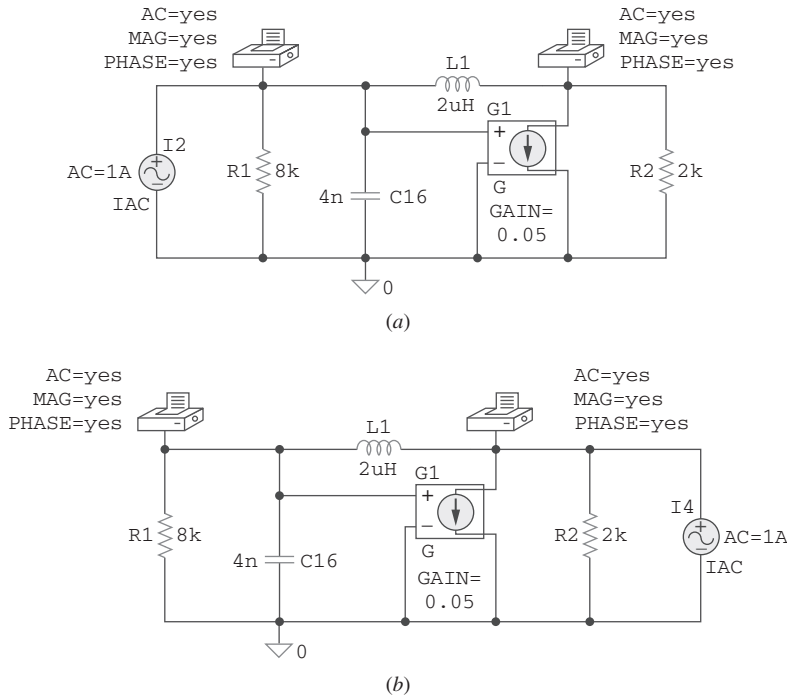 AC=yes
MAG=yes
PHASE=yes
AC=yes
MAG=yes
PHASE=yes
L1
2uH
G1
+
−
I2
+
−
AC=1A
IAC
R1
8k
4n
C16
G
GAIN=
0.05
R2
2k
0
(a)
AC=yes
MAG=yes
PHASE=yes
AC=yes
MAG=yes
PHASE=yes
L1
2uH
G1
+
−
R1
8k
4n
C16
G
GAIN=
0.05
R2
2k
I4
+
−
AC=1A
IAC
0
(b)